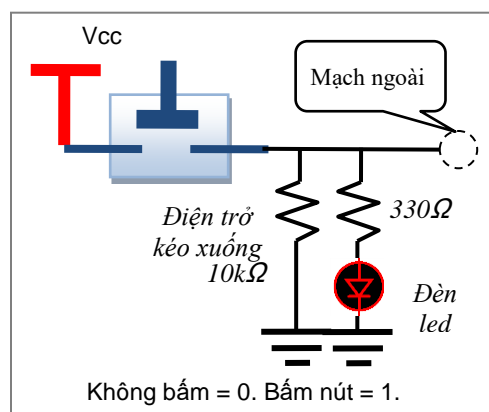 Vcc
Mạch ngoài
Điện trở
kéo xuống
10kΩ
330Ω
Đèn
led
Không bấm = 0. Bấm nút = 1.